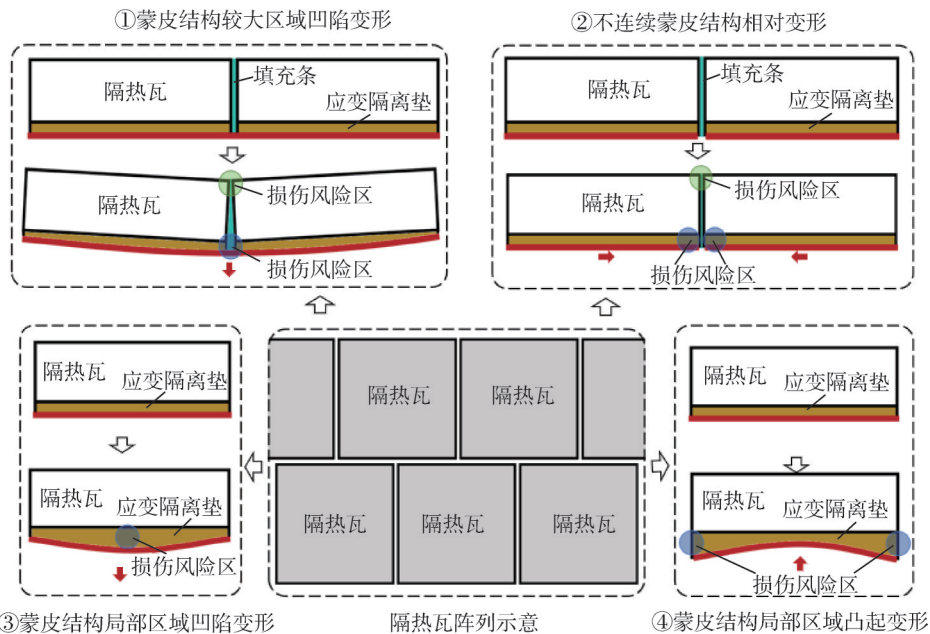 ①蒙皮结构较大区域凹陷变形
隔热瓦
填充条
应变隔离垫
隔热瓦
损伤风险区
损伤风险区
②不连续蒙皮结构相对变形
隔热瓦
填充条
应变隔离垫
隔热瓦
损伤风险区
损伤风险区
隔热瓦
应变隔离垫
隔热瓦
应变隔离垫
损伤风险区
③蒙皮结构局部区域凹陷变形
隔热瓦
隔热瓦
隔热瓦
隔热瓦
隔热瓦
隔热瓦阵列示意
隔热瓦
应变隔离垫
隔热瓦
应变隔离垫
损伤风险区
④蒙皮结构局部区域凸起变形